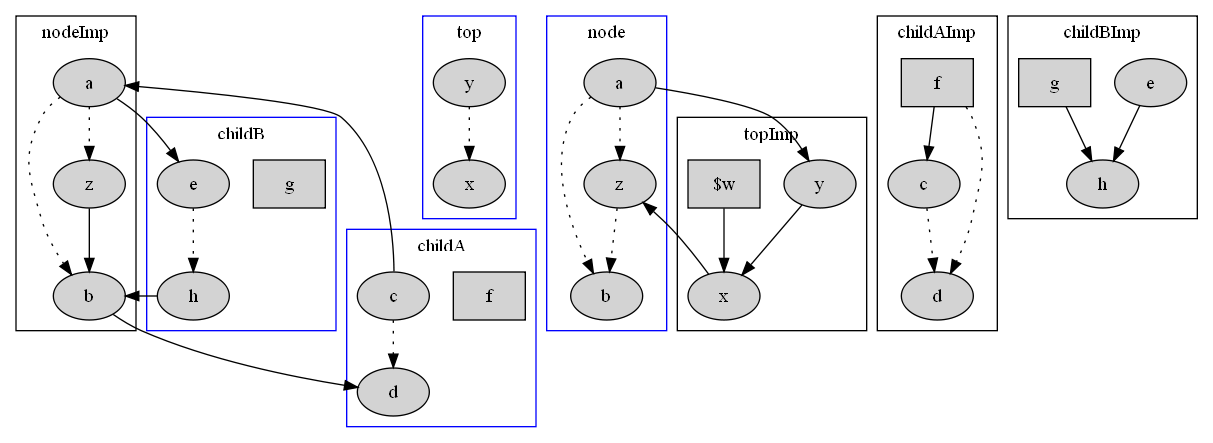 nodeImp
a
z
b
childB
e
g
h
childA
c
f
d
top
y
x
node
a
z
b
topImp
$w
y
x
childAImp
f
c
d
childBImp
g
e
h